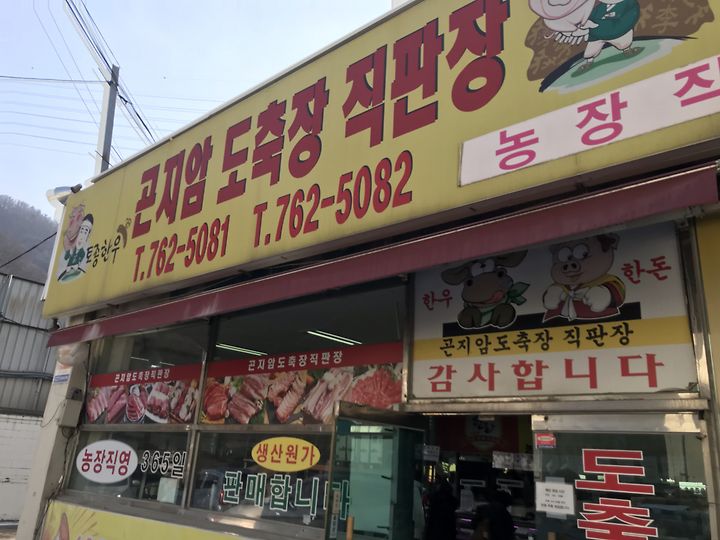 곤지암 도축장 직판장
T.762-5081 T.762-5082
토종한우
농장직
한우
한돈
곤지암도축장 직판장
감사합니다
곤지암도축장직판장
곤지암도축장직판장
농장직영
365일
생산원가
판매합니다
도축